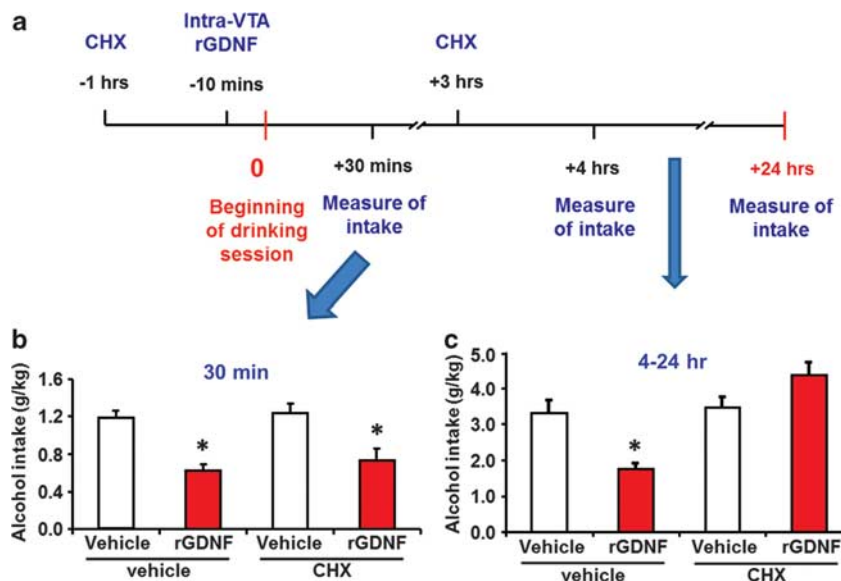 a
CHX
Intra-VTA
rGDNF
CHX
-1 hrs
-10 mins
+3 hrs
0
+30 mins
+4 hrs
+24 hrs
Beginning
of drinking
session
Measure of
intake
Measure
of intake
Measure of
intake
b
30 min
Alcohol intake (g/kg)
1.6
1.2
0.8
0.4
0.0
*
*
Vehicle rGDNF Vehicle rGDNF
vehicle CHX
c
4-24 hr
Alcohol intake (g/kg)
5.0
4.0
3.0
2.0
1.0
0.0
*
Vehicle rGDNF Vehicle rGDNF
vehicle CHX